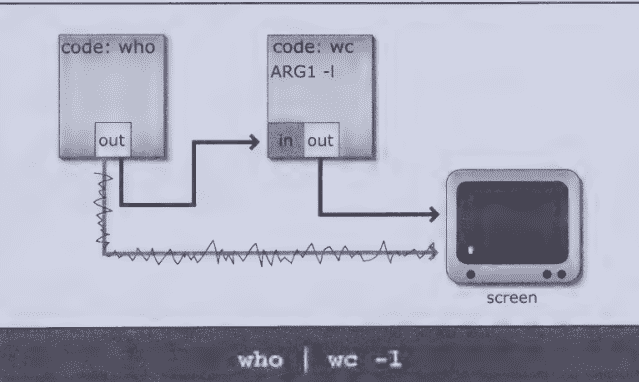 code: who
out
code: wc
ARG1 -l
in out
screen
who | wc -l